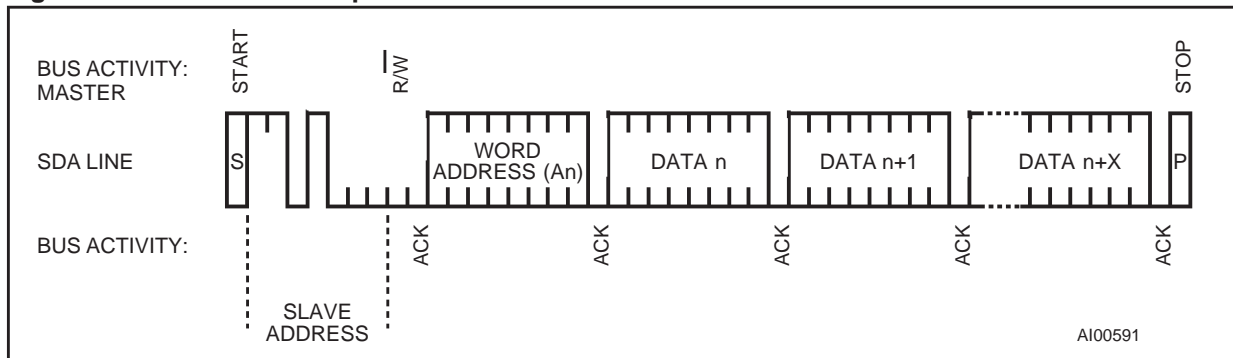 BUS ACTIVITY:
MASTER
START
R/W
STOP
SDA LINE
S
WORD
ADDRESS (An)
DATA n
DATA n+1
DATA n+X
P
BUS ACTIVITY:
ACK
ACK
ACK
ACK
ACK
SLAVE
ADDRESS
AI00591